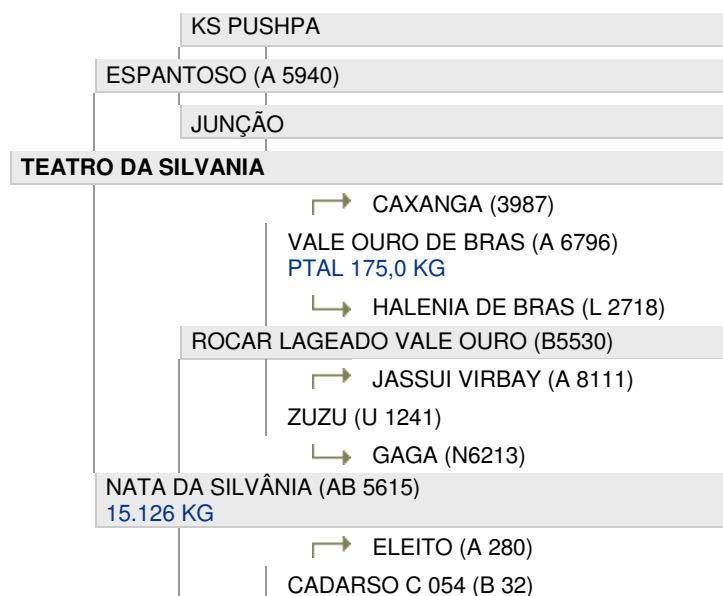 KS PUSHPA
ESPANTOSO (A 5940)
JUNÇÃO
TEATRO DA SILVANIA
CAXANGA (3987)
VALE OURO DE BRAS (A 6796)
PTAL 175,0 KG
HALENIA DE BRAS (L 2718)
ROCAR LAGEADO VALE OURO (B5530)
JASSUI VIRBAY (A 8111)
ZUZU (U 1241)
GAGA (N6213)
NATA DA SILVÂNIA (AB 5615)
15.126 KG
ELEITO (A 280)
CADARSO C 054 (B 32)